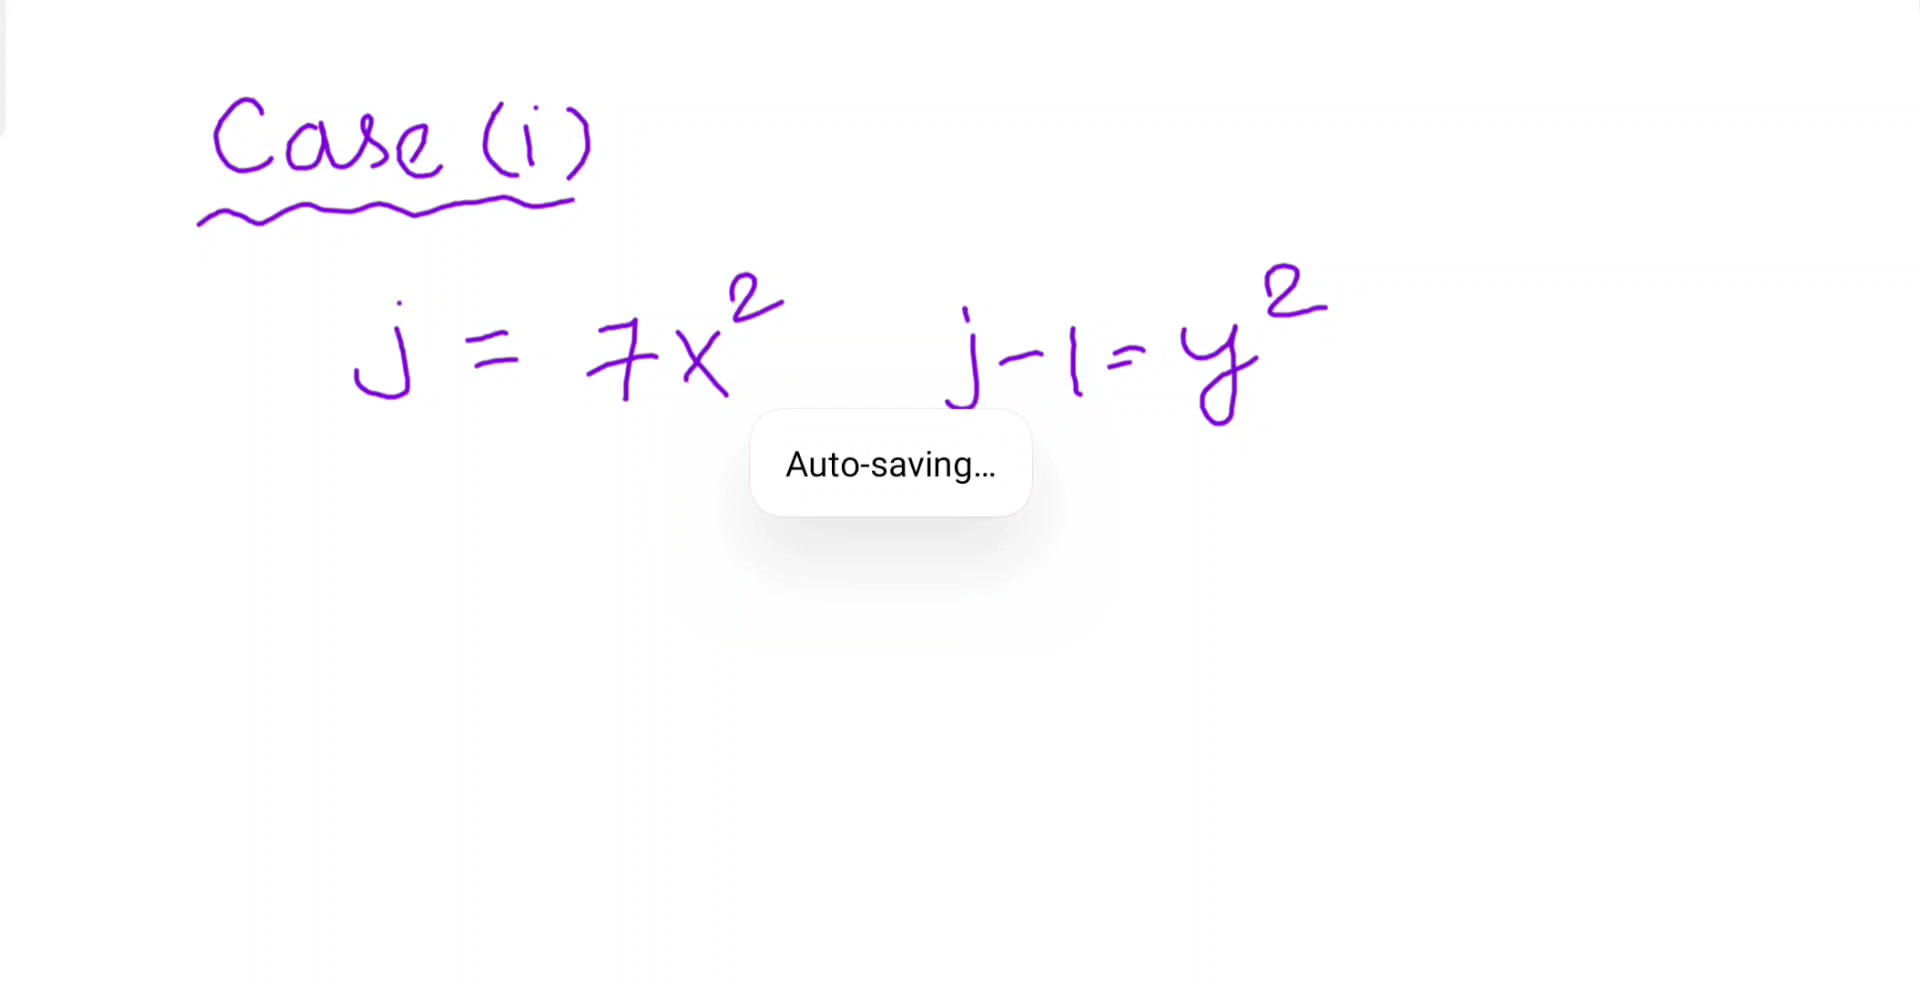 Case (i)
j = 7x² j-1 = y²
Auto-saving...